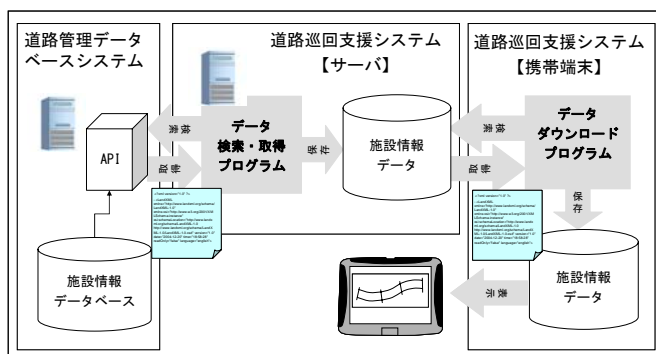 道路管理データ
ベースシステム
API
施設情報
データベース
道路巡回支援システム
【サーバ】
検索
データ
検索・取得
プログラム
取得
保存
施設情報
データ
道路巡回支援システム
【携帯端末】
検索
データ
ダウンロード
プログラム
取得
保存
施設情報
データ
表示